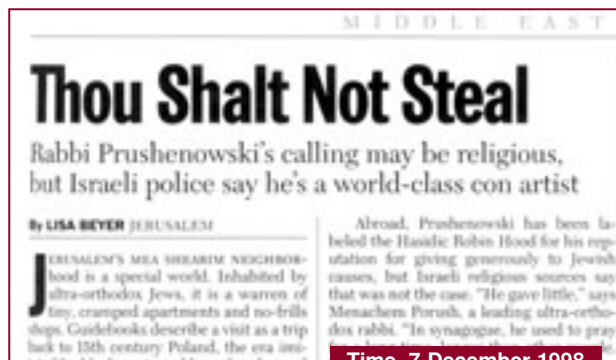 MIDDLE EAST
Thou Shalt Not Steal
Rabbi Prushenowski's calling may be religious,
but Israeli police say he's a world-class con artist
By LISA BEYER JERUSALEM
JERUSALEM'S MEA SHEARIM NEIGHBOR-
hood is a special world. Inhabited by
ultra-orthodox Jews, it is a warren of
tiny, cramped apartments and no-frills
shops. Guidebooks describe a visit as a trip
back to 15th century Poland, the era imi-
Abroad, Prushenowski has been la-
beled the Hasidic Robin Hood for his rep-
utation for giving generously to Jewish
causes, but Israeli religious sources say
that was not the case. "He gave little," says
Menachem Porush, a leading ultra-ortho-
dox rabbi. "In synagogue, he used to pray
Time, 7 December 1998